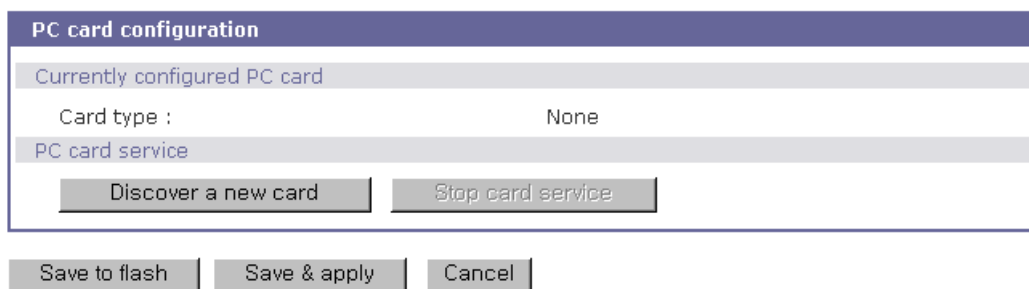 PC card configuration
Currently configured PC card
Card type : None
PC card service
Discover a new card Stop card service
Save to flash Save & apply Cancel